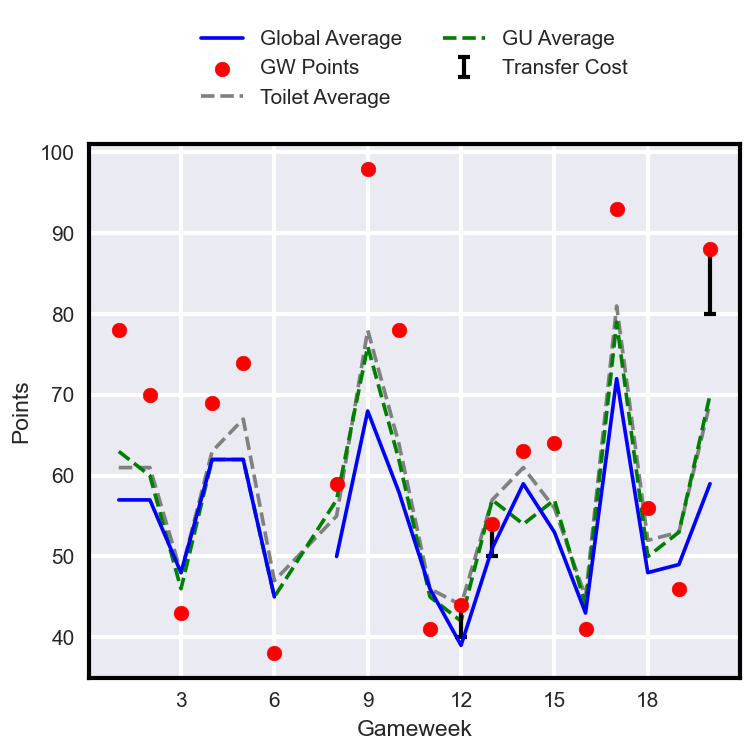 Global Average
GW Points
Toilet Average
GU Average
Transfer Cost
100
90
80
70
60
50
40
Points
3 6 9 12 15 18
Gameweek